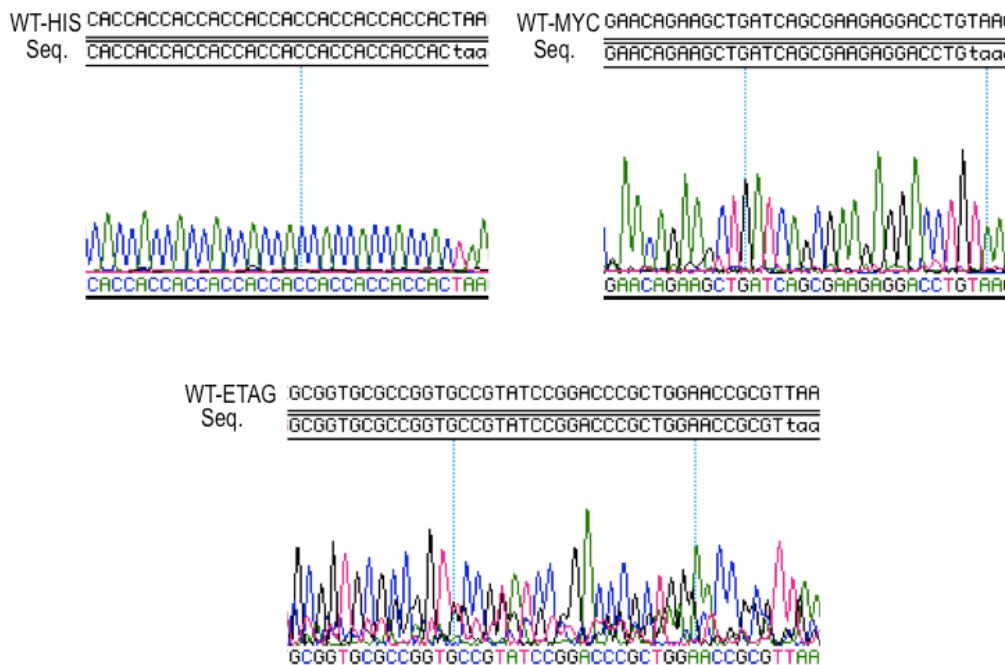 WT-HIS CACCACCACCACCACCACCACCACCACCACTAA
Seq. CACCACCACCACCACCACCACCACCACCACtaa
CACCACCACCACCACCACCACCACCACCACTAA
WT-MYC GAACAGAAGCTGATCAGCGAAGAGGACCTGTAA
Seq. GAACAGAAGCTGATCAGCGAAGAGGACCTGtaa
GAACAGAAGCTGATCAGCGAAGAGGACCTGTAA
WT-ETAG GCGGTGCGCCGGTGCCGTATCCGGACCCGCTGGAACCGCGTTAA
Seq. GCGGTGCGCCGGTGCCGTATCCGGACCCGCTGGAACCGCGTtaa
GCGGTGCGCCGGTGCCGTATCCGGACCCGCTGGAACCGCGTTAA